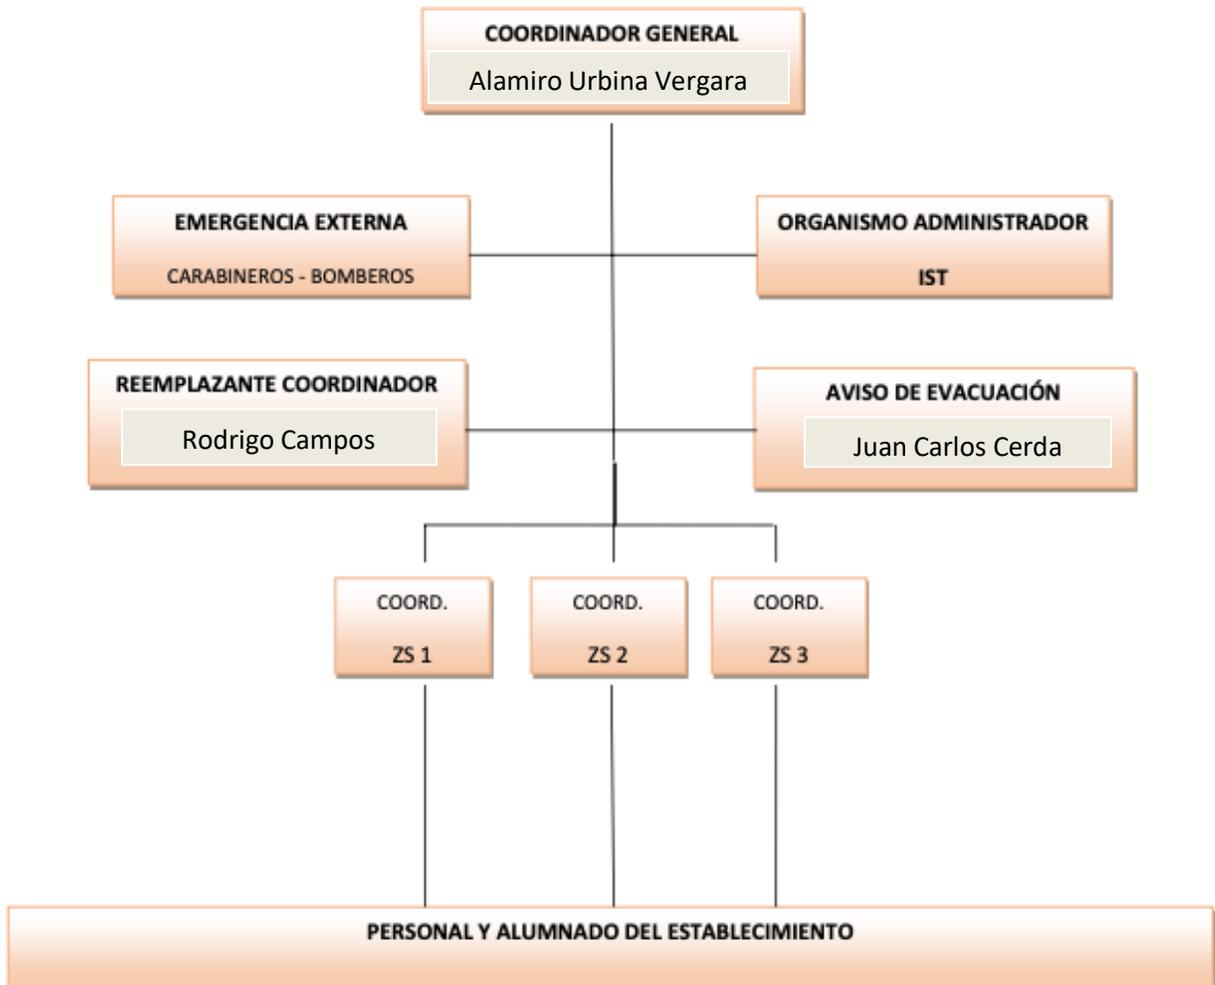 COORDINADOR GENERAL
Alamiro Urbina Vergara
EMERGENCIA EXTERNA
CARABINEROS - BOMBEROS
ORGANISMO ADMINISTRADOR
IST
REEMPLAZANTE COORDINADOR
Rodrigo Campos
AVISO DE EVACUACIÓN
Juan Carlos Cerda
COORD.
ZS 1
COORD.
ZS 2
COORD.
ZS 3
PERSONAL Y ALUMNADO DEL ESTABLECIMIENTO